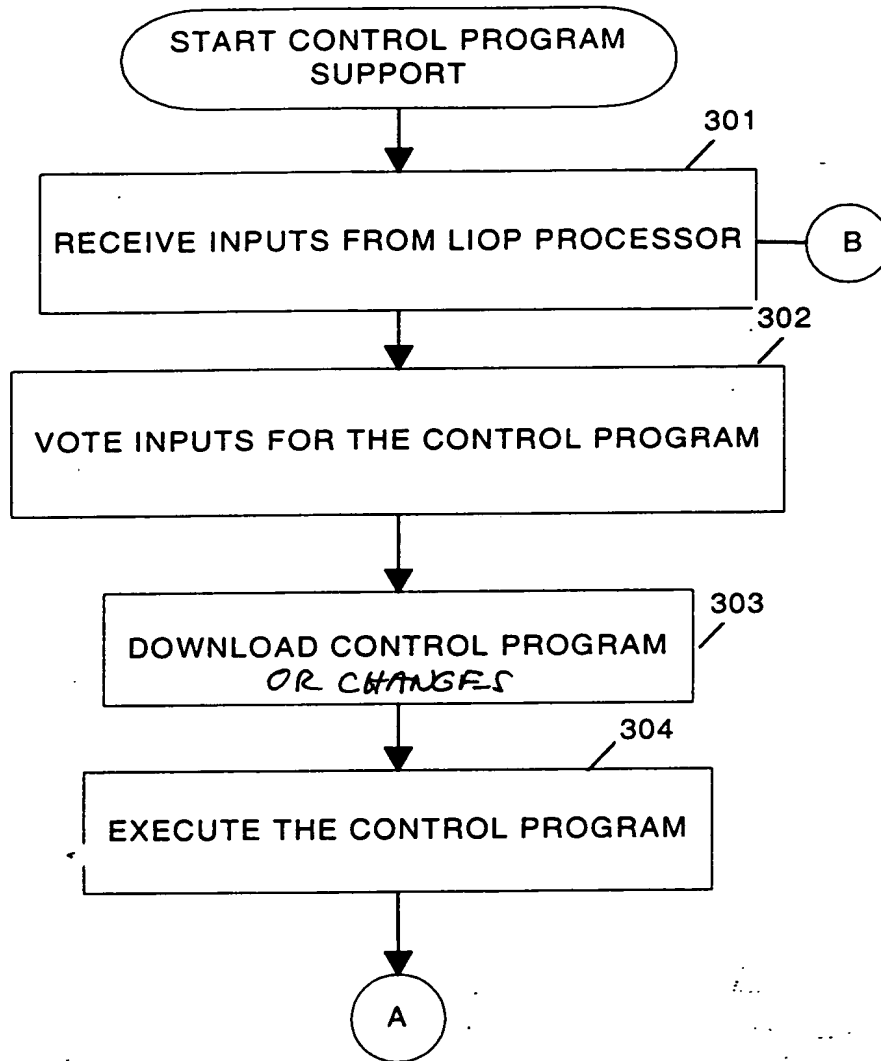 START CONTROL PROGRAM
SUPPORT
301
RECEIVE INPUTS FROM LIOP PROCESSOR
B
302
VOTE INPUTS FOR THE CONTROL PROGRAM
303
DOWNLOAD CONTROL PROGRAM
OR CHANGES
304
EXECUTE THE CONTROL PROGRAM
A